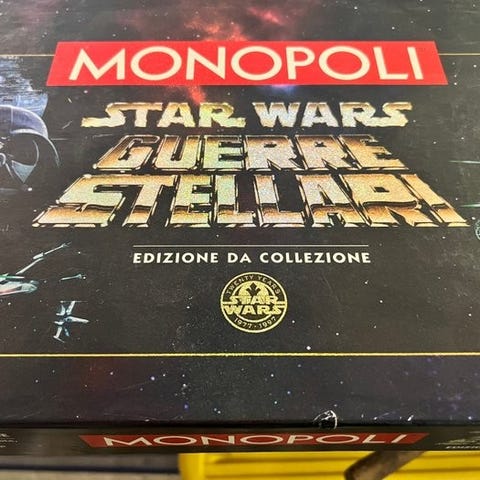 MONOPOLI
STAR WARS
GUERRE
STELLARI
EDIZIONE DA COLLEZIONE
TWENTY YEARS
STAR
WARS
1977 - 1997
MONOPOLI